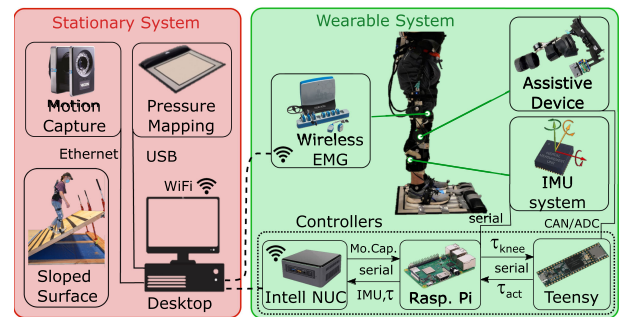 Stationary System
Motion
Capture
Pressure
Mapping
Ethernet
USB
WiFi
Sloped
Surface
Desktop
Wearable System
Wireless
EMG
Assistive
Device
IMU
system
serial
CAN/ADC
Controllers
Intell NUC
Mo.Cap.
serial
IMU,τ
Rasp. Pi
τknee
serial
τact
Teensy